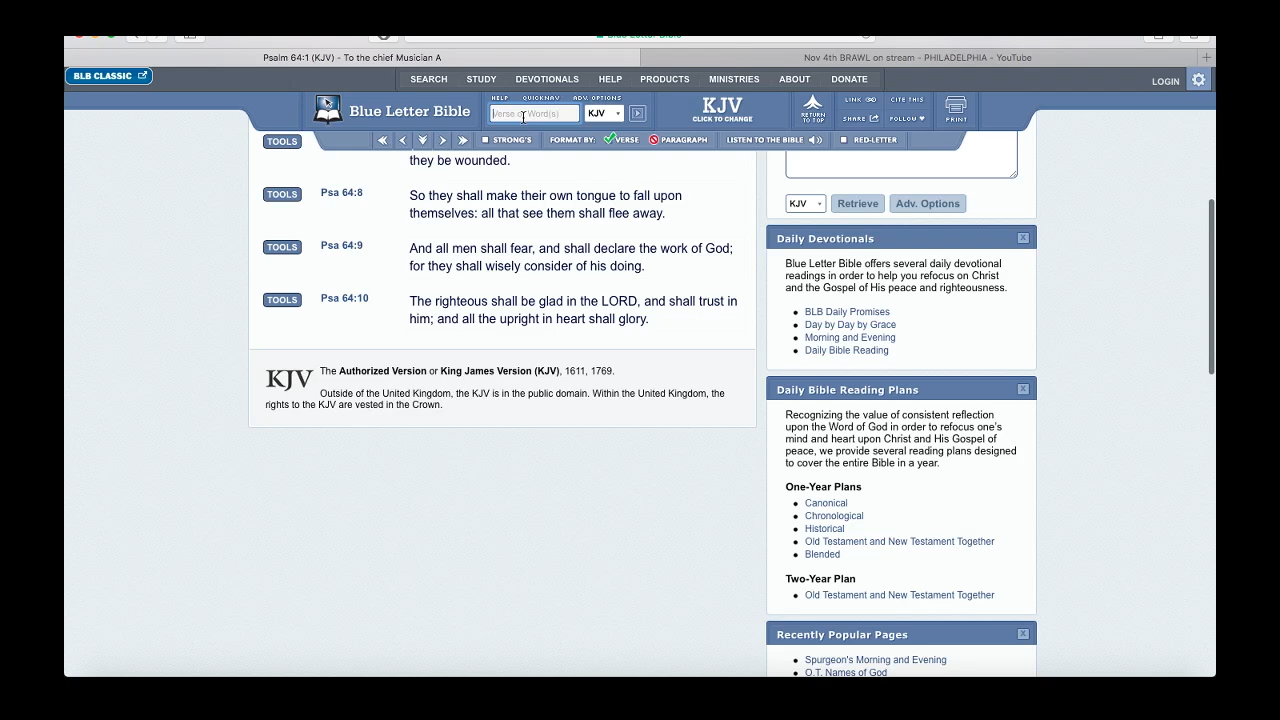 Psalm 64:1 (KJV) - To the chief Musician A
Nov 4th BRAWL on stream - PHILADELPHIA - YouTube
BLB CLASSIC
SEARCH STUDY DEVOTIONALS HELP PRODUCTS MINISTRIES ABOUT DONATE
LOGIN
Blue Letter Bible
HELP QUICKNAV ADV. OPTIONS
Verse or Word(s)
KJV
KJV
CLICK TO CHANGE
RETURN
TO TOP
LINK
CITE THIS
SHARE
FOLLOW
PRINT
STRONG'S FORMAT BY: VERSE PARAGRAPH LISTEN TO THE BIBLE RED-LETTER
TOOLS
they be wounded.
TOOLS Psa 64:8 So they shall make their own tongue to fall upon
themselves: all that see them shall flee away.
TOOLS Psa 64:9 And all men shall fear, and shall declare the work of God;
for they shall wisely consider of his doing.
TOOLS Psa 64:10 The righteous shall be glad in the LORD, and shall trust in
him; and all the upright in heart shall glory.
KJV The Authorized Version or King James Version (KJV), 1611, 1769.
Outside of the United Kingdom, the KJV is in the public domain. Within the United Kingdom, the
rights to the KJV are vested in the Crown.
KJV Retrieve Adv. Options
Daily Devotionals X
Blue Letter Bible offers several daily devotional
readings in order to help you refocus on Christ
and the Gospel of His peace and righteousness.
BLB Daily Promises
Day by Day by Grace
Morning and Evening
Daily Bible Reading
Daily Bible Reading Plans X
Recognizing the value of consistent reflection
upon the Word of God in order to refocus one's
mind and heart upon Christ and His Gospel of
peace, we provide several reading plans designed
to cover the entire Bible in a year.
One-Year Plans
Canonical
Chronological
Historical
Old Testament and New Testament Together
Blended
Two-Year Plan
Old Testament and New Testament Together
Recently Popular Pages X
Spurgeon's Morning and Evening
O.T. Names of God